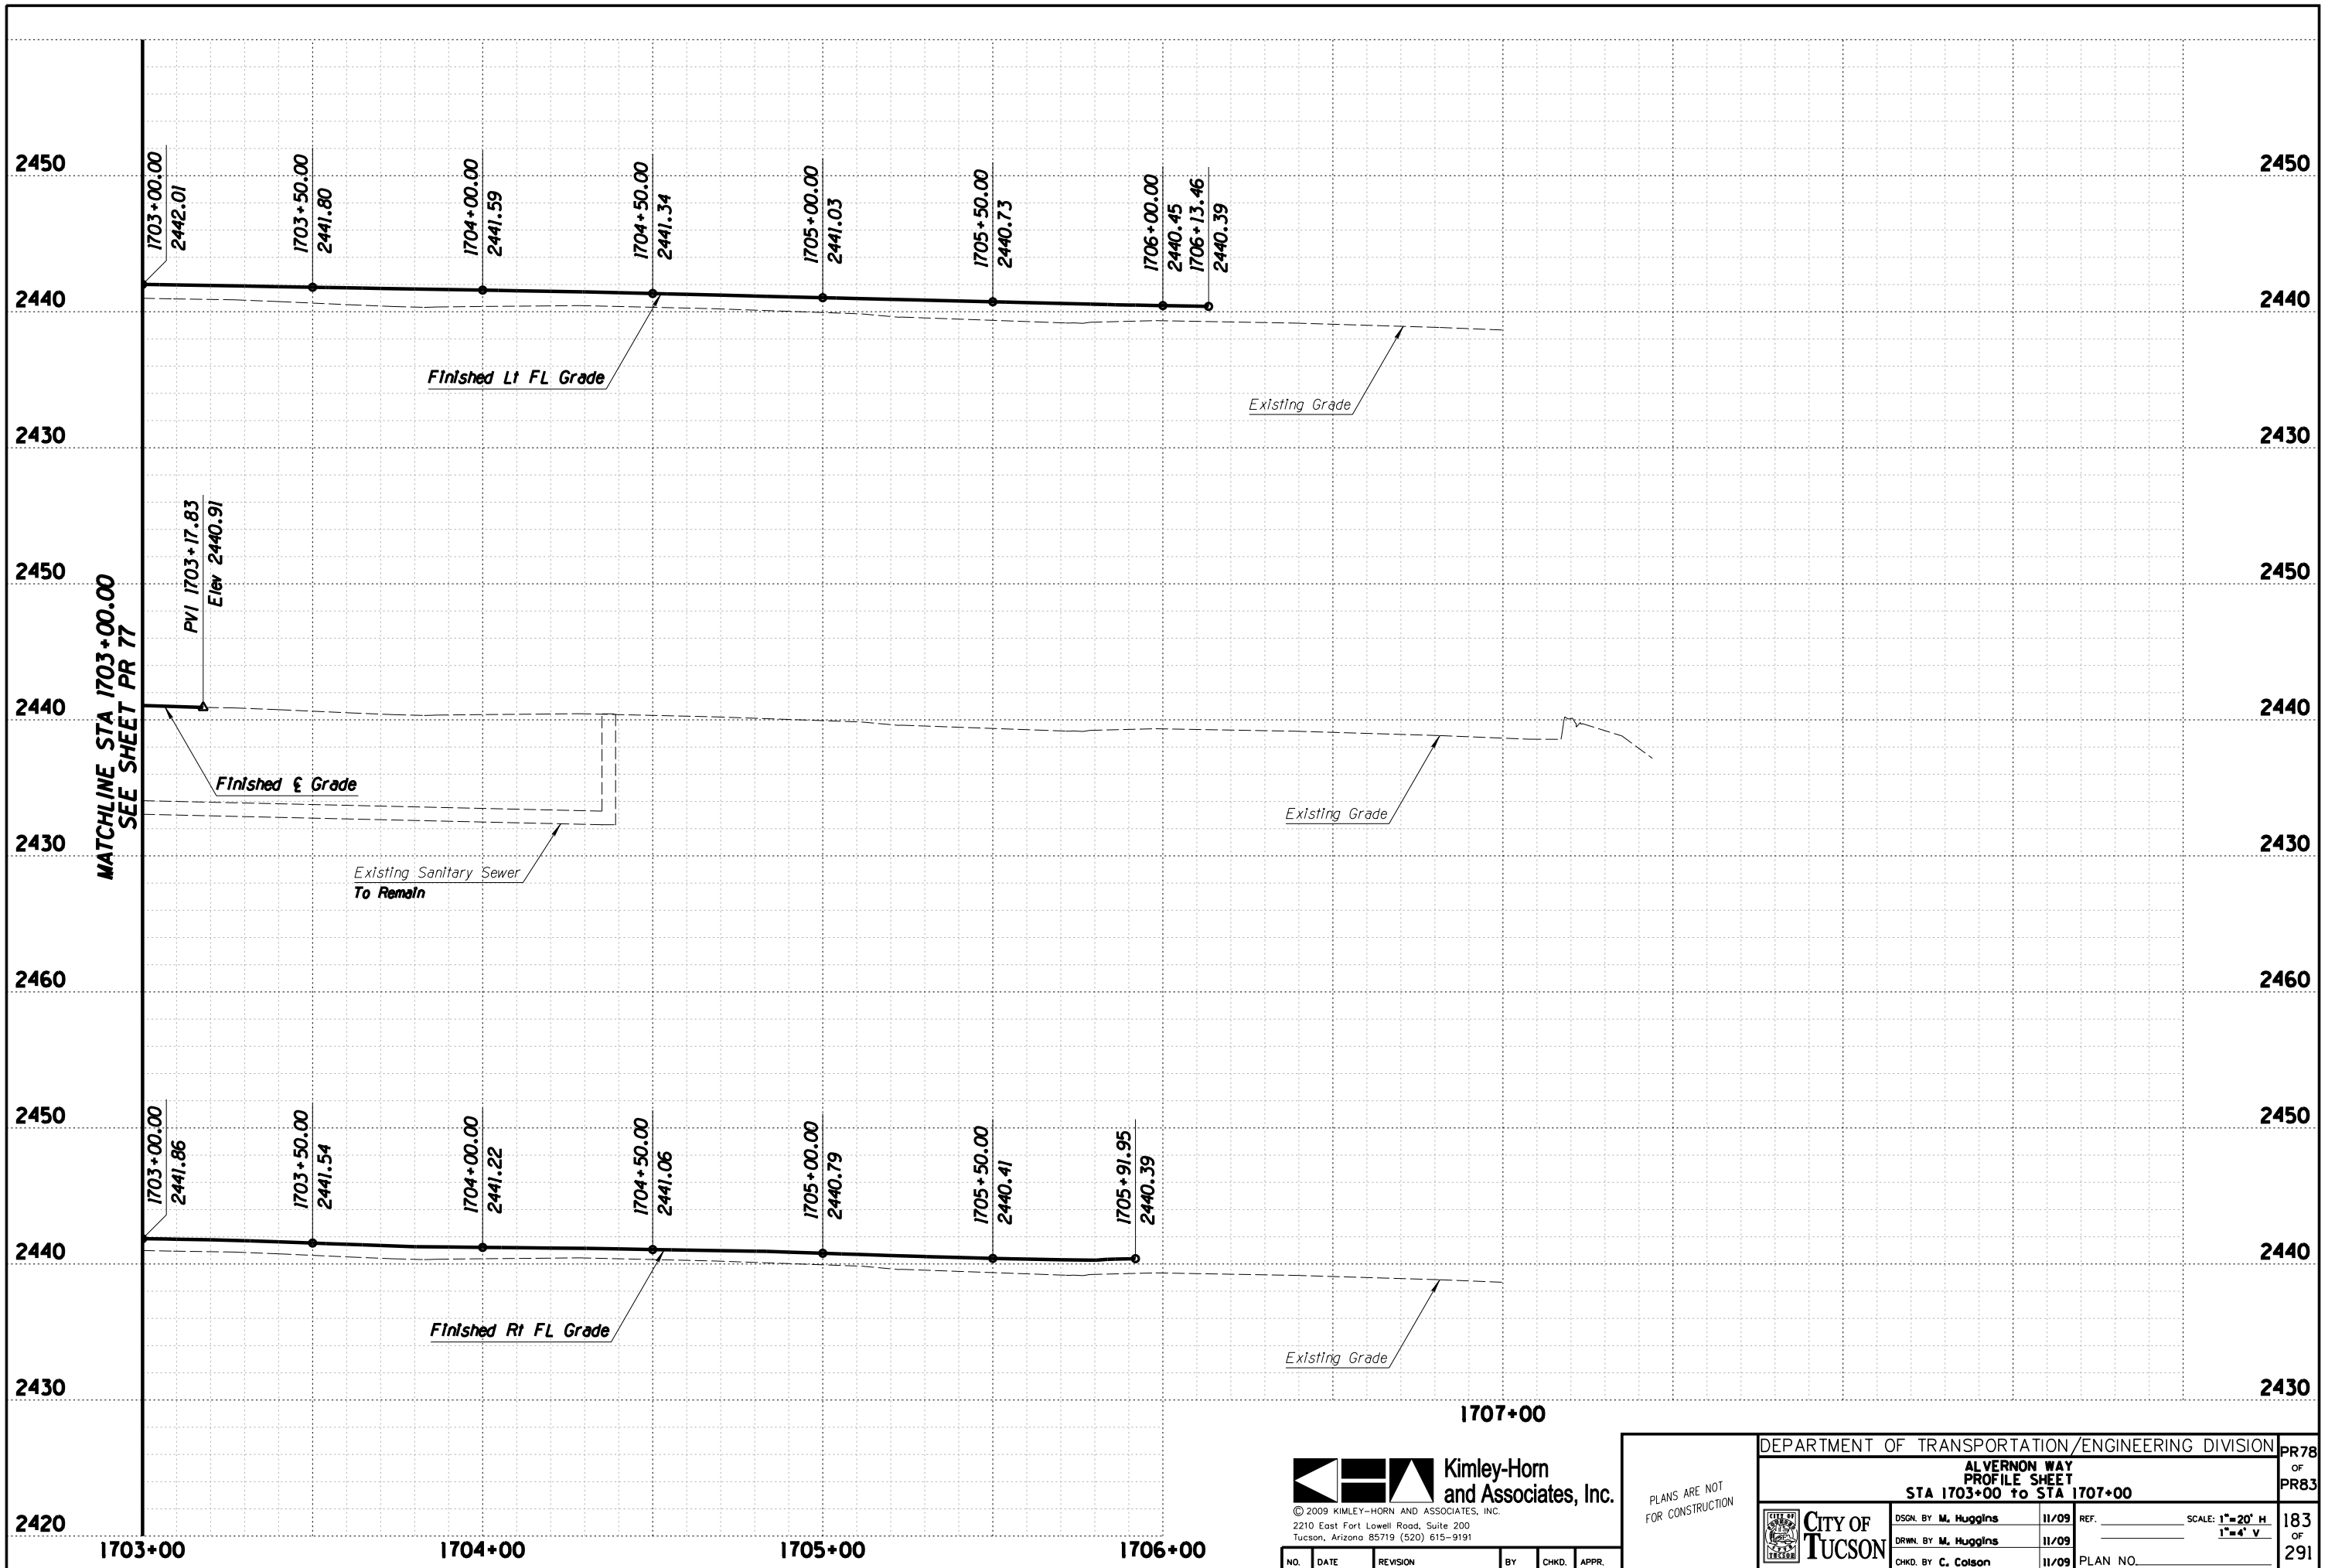 2450
2450
1703+00.00
2442.01
1703+50.00
2441.80
1704+00.00
2441.59
1704+50.00
2441.34
1705+00.00
2441.03
1705+50.00
2440.73
1706+00.00
2440.45
1706+13.46
2440.39
2440
2440
Finished Lt FL Grade
Existing Grade
2430
2430
PVI 1703+17.83
Elev 2440.91
2450
2450
MATCHLINE STA 1703+00.00
SEE SHEET PR 77
2440
2440
Finished ℄ Grade
Existing Grade
2430
2430
Existing Sanitary Sewer
To Remain
2460
2460
2450
2450
1703+00.00
2441.86
1703+50.00
2441.54
1704+00.00
2441.22
1704+50.00
2441.06
1705+00.00
2440.79
1705+50.00
2440.41
1705+91.95
2440.39
2440
2440
Finished Rt FL Grade
Existing Grade
2430
2430
1707+00
2420
1703+00
1704+00
1705+00
1706+00
Kimley-Horn
and Associates, Inc.
© 2009 KIMLEY-HORN AND ASSOCIATES, INC.
2210 East Fort Lowell Road, Suite 200
Tucson, Arizona 85719 (520) 615-9191
NO. DATE REVISION BY CHKD. APPR.
PLANS ARE NOT
FOR CONSTRUCTION
DEPARTMENT OF TRANSPORTATION/ENGINEERING DIVISION
ALVERNON WAY
PROFILE SHEET
STA 1703+00 to STA 1707+00
PR78
OF
PR83
CITY OF
TUCSON
CITY OF
TUCSON
DSGN. BY M. Huggins 11/09
DRWN. BY M. Huggins 11/09
CHKD. BY C. Colson 11/09
REF. SCALE: 1"=20' H
1"=4' V
PLAN NO.
183
OF
291